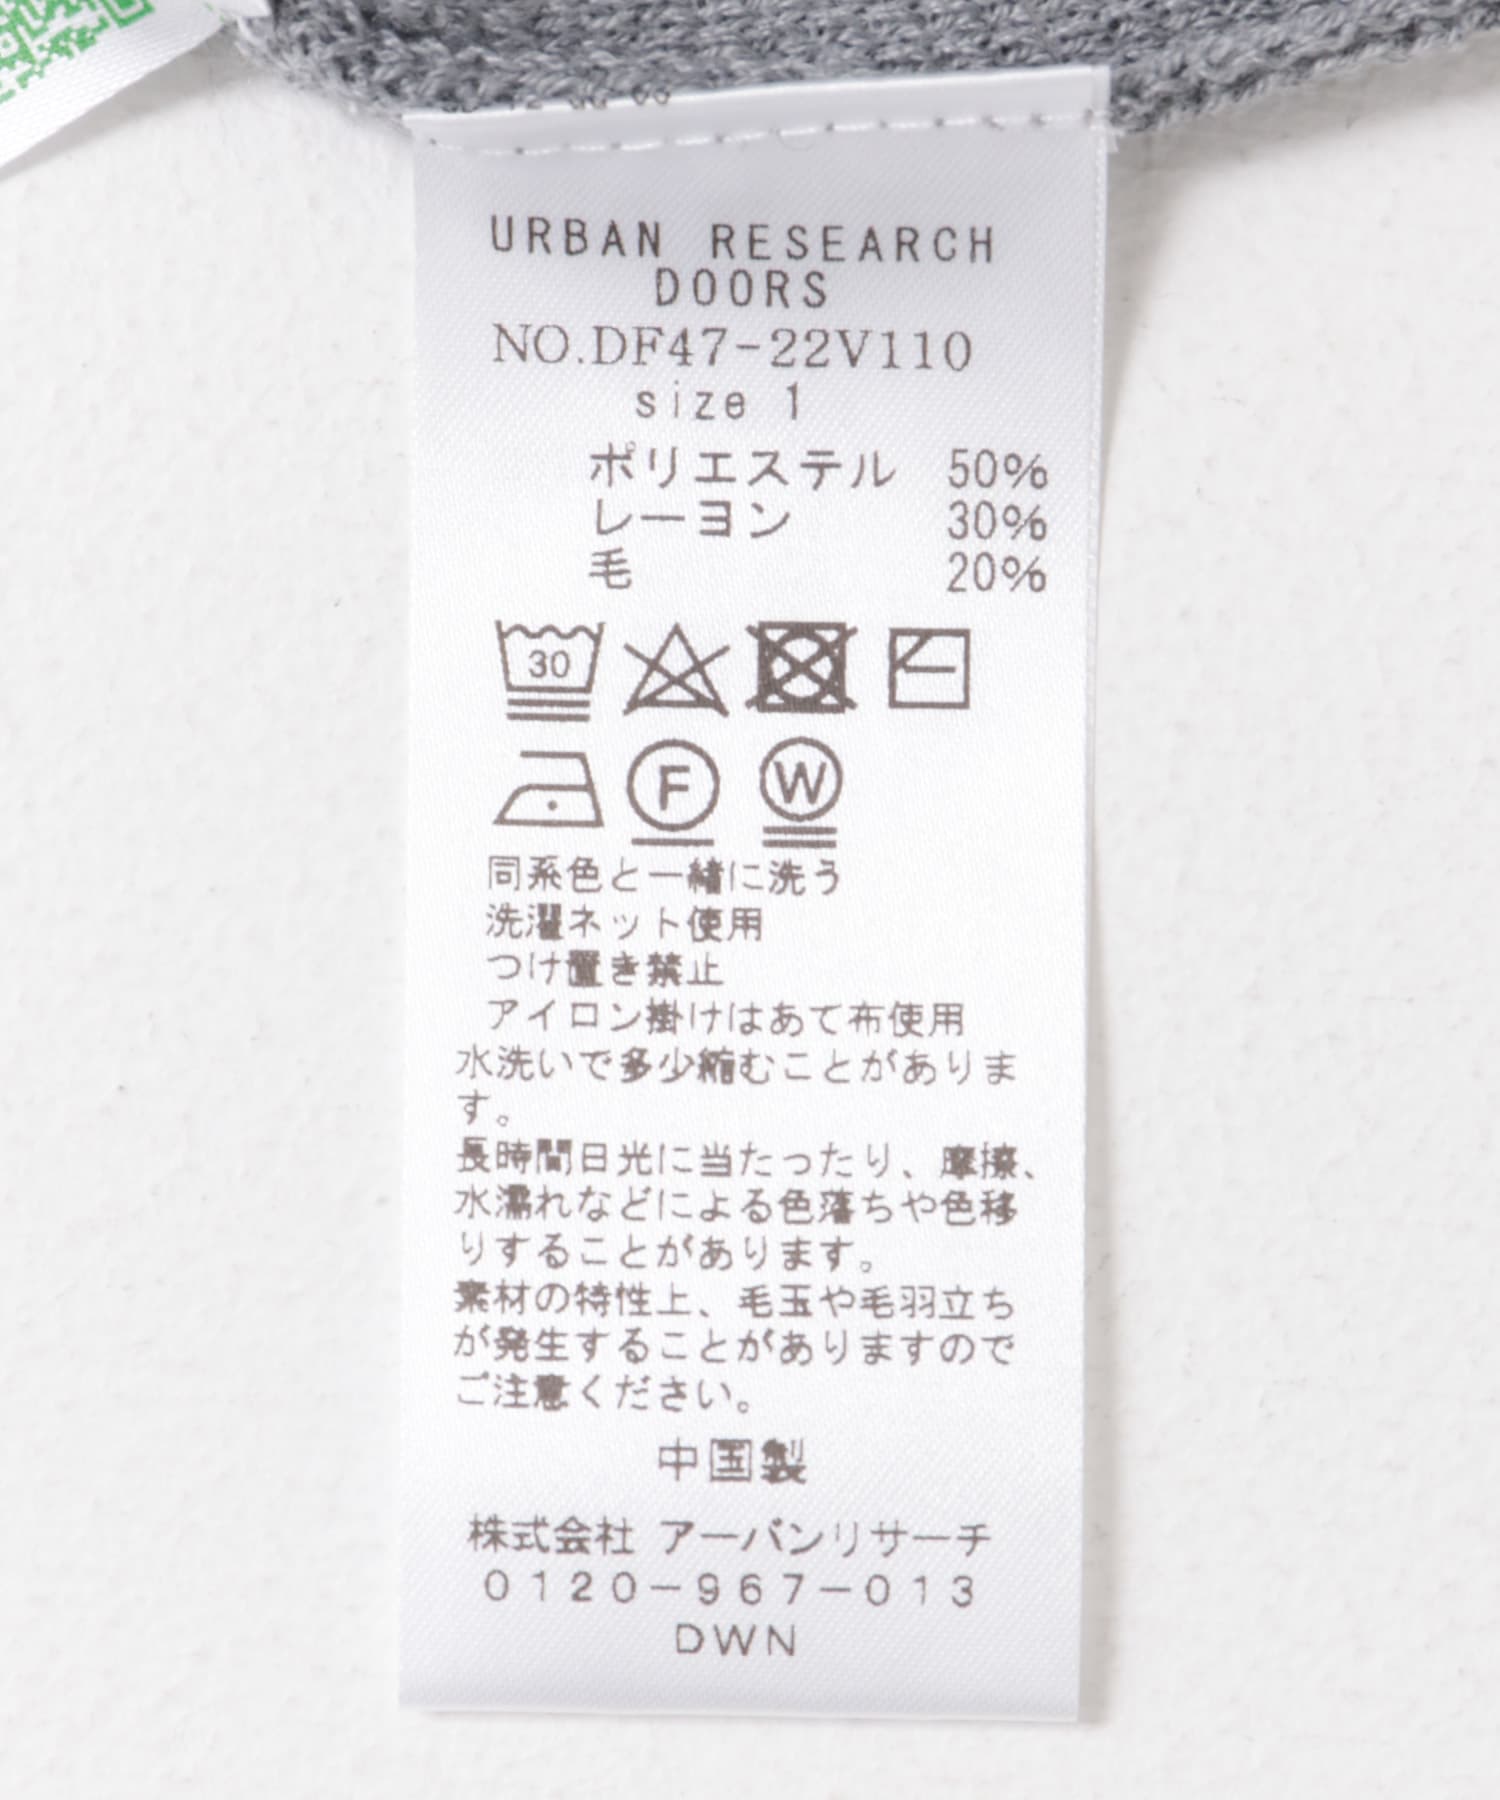 URBAN RESEARCH
DOORS
NO.DF47-22V110
size 1
ポリエステル 50%
レーヨン 30%
毛 20%
30
F W
同系色と一緒に洗う
洗濯ネット使用
つけ置き禁止
アイロン掛けはあて布使用
水洗いで多少縮むことがありま
す。
長時間日光に当たったり、摩擦、
水濡れなどによる色落ちや色移
りすることがあります。
素材の特性上、毛玉や毛羽立ち
が発生することがありますので
ご注意ください。
中国製
株式会社 アーバンリサーチ
0120-967-013
DWN